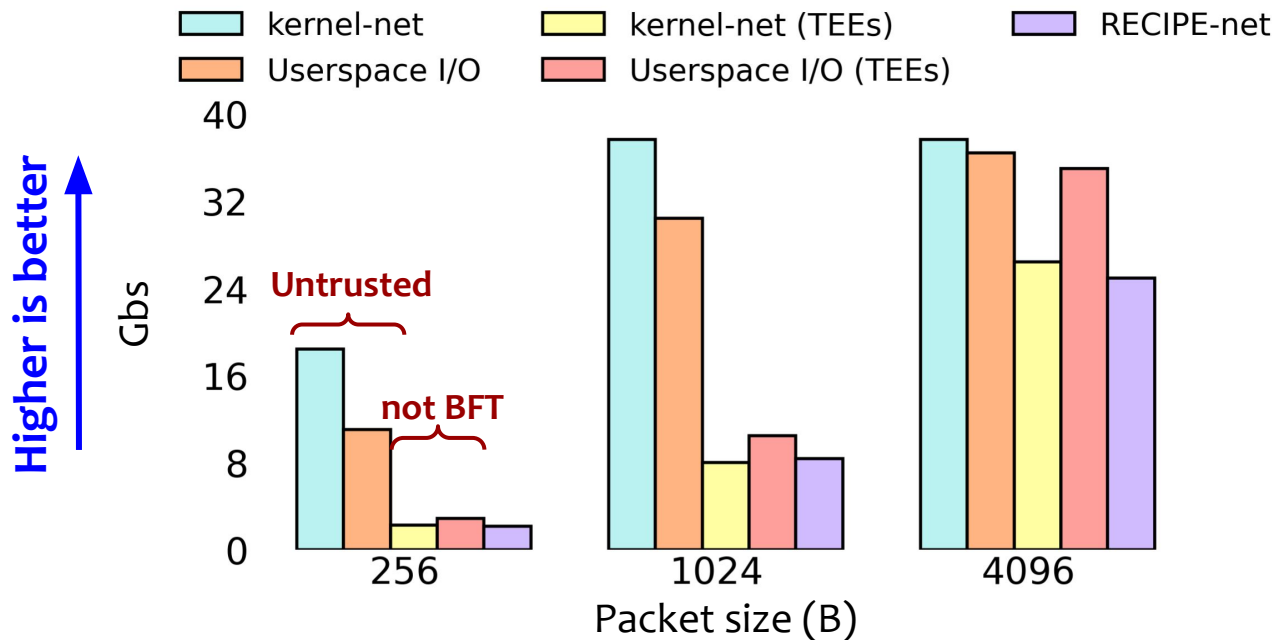 kernel-net
kernel-net (TEEs)
RECIPE-net
Userspace I/O
Userspace I/O (TEEs)
Higher is better
Gbs
40
32
24
16
8
0
Untrusted
not BFT
256
1024
4096
Packet size (B)